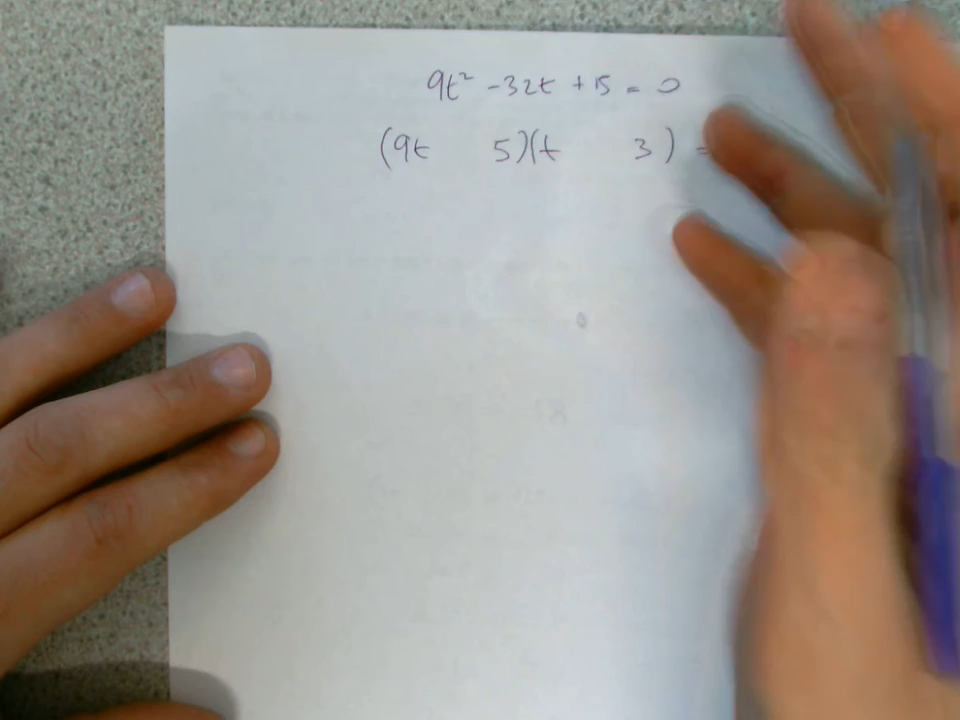 9t² -32t +15 = 0
(9t 5)(t 3) =